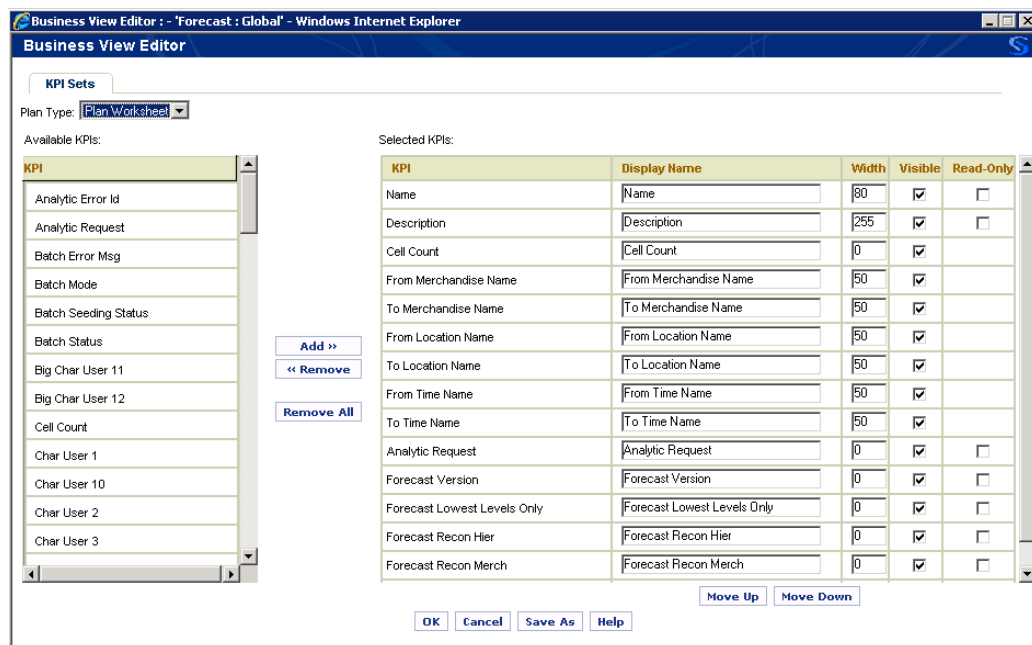 Business View Editor : - 'Forecast : Global' - Windows Internet Explorer
Business View Editor
KPI Sets
Plan Type: Plan Worksheet
Available KPIs:
KPI
Analytic Error Id
Analytic Request
Batch Error Msg
Batch Mode
Batch Seeding Status
Batch Status
Big Char User 11
Big Char User 12
Cell Count
Char User 1
Char User 10
Char User 2
Char User 3
Add >>
<< Remove
Remove All
Selected KPIs:
KPI Display Name Width Visible Read-Only
Name Name 80
Description Description 255
Cell Count Cell Count 0
From Merchandise Name From Merchandise Name 50
To Merchandise Name To Merchandise Name 50
From Location Name From Location Name 50
To Location Name To Location Name 50
From Time Name From Time Name 50
To Time Name To Time Name 50
Analytic Request Analytic Request 0
Forecast Version Forecast Version 0
Forecast Lowest Levels Only Forecast Lowest Levels Only 0
Forecast Recon Hier Forecast Recon Hier 0
Forecast Recon Merch Forecast Recon Merch 0
Move Up Move Down
OK Cancel Save As Help